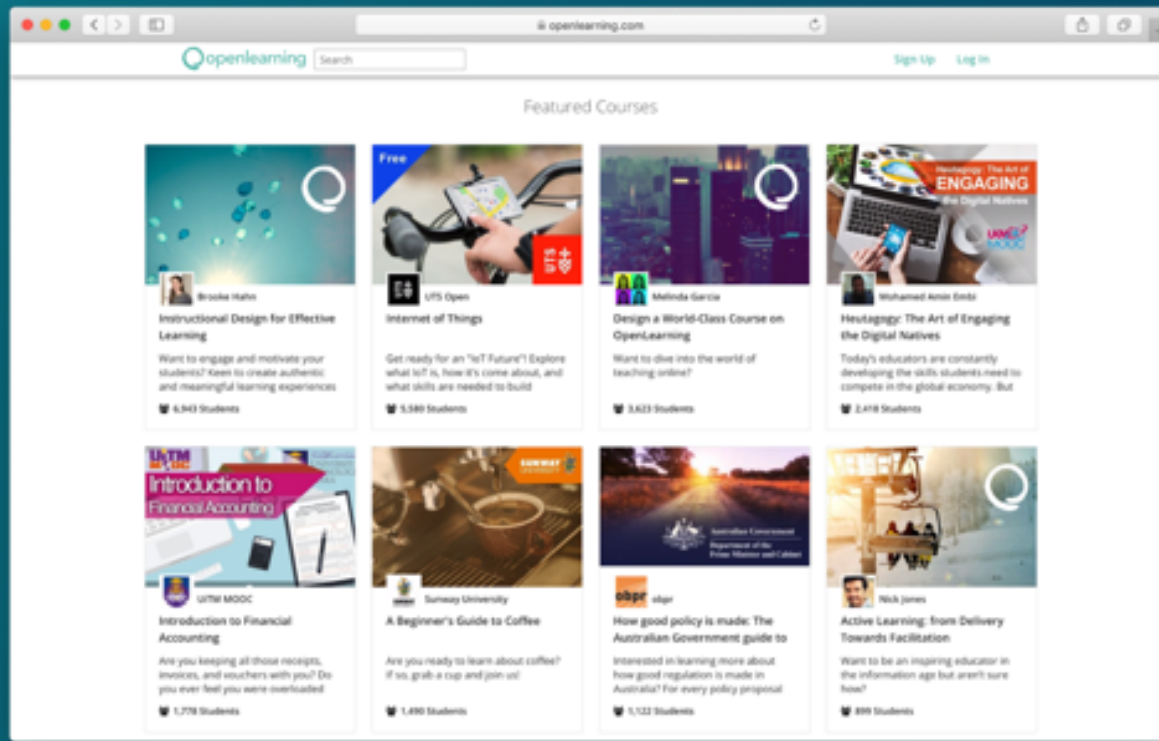 openlearning.com
openlearning
Search
Sign Up
Log In
Featured Courses
Brooke Hahn
Instructional Design for Effective
Learning
Want to engage and motivate your
students? Keen to create authentic
and meaningful learning experiences
6,943 Students
Free
UTS
UTS Open
Internet of Things
Get ready for an "IoT Future"! Explore
what IoT is, how it's come about, and
what skills are needed to build
5,580 Students
Melinda Garcia
Design a World-Class Course on
OpenLearning
Want to dive into the world of
teaching online?
3,623 Students
Heutagogy: The Art of
ENGAGING
the Digital Natives
MOOC
Mohamed Amin Embi
Heutagogy: The Art of Engaging
the Digital Natives
Today's educators are constantly
developing the skills students need to
compete in the global economy. But
2,418 Students
UiTM
MOOC
Introduction to
Financial Accounting
UiTM MOOC
Introduction to Financial
Accounting
Are you keeping all those receipts,
invoices, and vouchers with you? Do
you ever feel you were overloaded
1,778 Students
SUNWAY
UNIVERSITY
Sunway University
A Beginner's Guide to Coffee
Are you ready to learn about coffee?
If so, grab a cup and join us!
1,490 Students
Australian Government
Department of the
Prime Minister and Cabinet
obpr
obpr
How good policy is made: The
Australian Government guide to
Interested in learning more about
how good regulation is made in
Australia? For every policy proposal
1,122 Students
Nick Jones
Active Learning: from Delivery
Towards Facilitation
Want to be an inspiring educator in
the information age but aren't sure
how?
899 Students